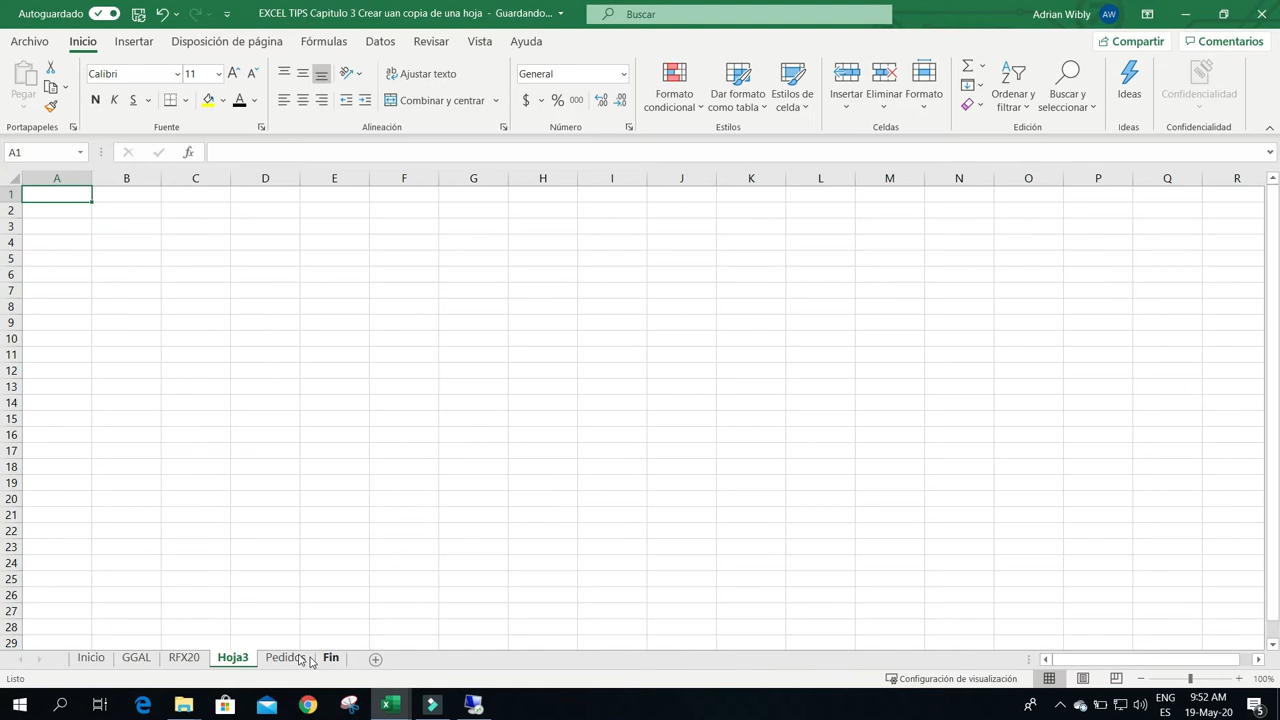 Autoguardado
EXCEL TIPS Capitulo 3 Crear uan copia de una hoja - Guardando...
Buscar
Adrian Wibly
AW
Archivo Inicio Insertar Disposición de página Fórmulas Datos Revisar Vista Ayuda
Compartir
Comentarios
Pegar
Calibri
11
N K S
Ajustar texto
Combinar y centrar
General
$ % 000
Formato condicional
Dar formato como tabla
Estilos de celda
Insertar
Eliminar
Formato
Ordenar y filtrar
Buscar y seleccionar
Ideas
Confidencialidad
Portapapeles Fuente Alineación Número Estilos Celdas Edición Ideas Confidencialidad
A1
fx
A B C D E F G H I J K L M N O P Q R
1
2
3
4
5
6
7
8
9
10
11
12
13
14
15
16
17
18
19
20
21
22
23
24
25
26
27
28
29
Inicio GGAL RFX20 Hoja3 Pedidos Fin
Listo
Configuración de visualización
100%
ENG
ES
9:52 AM
19-May-20
5